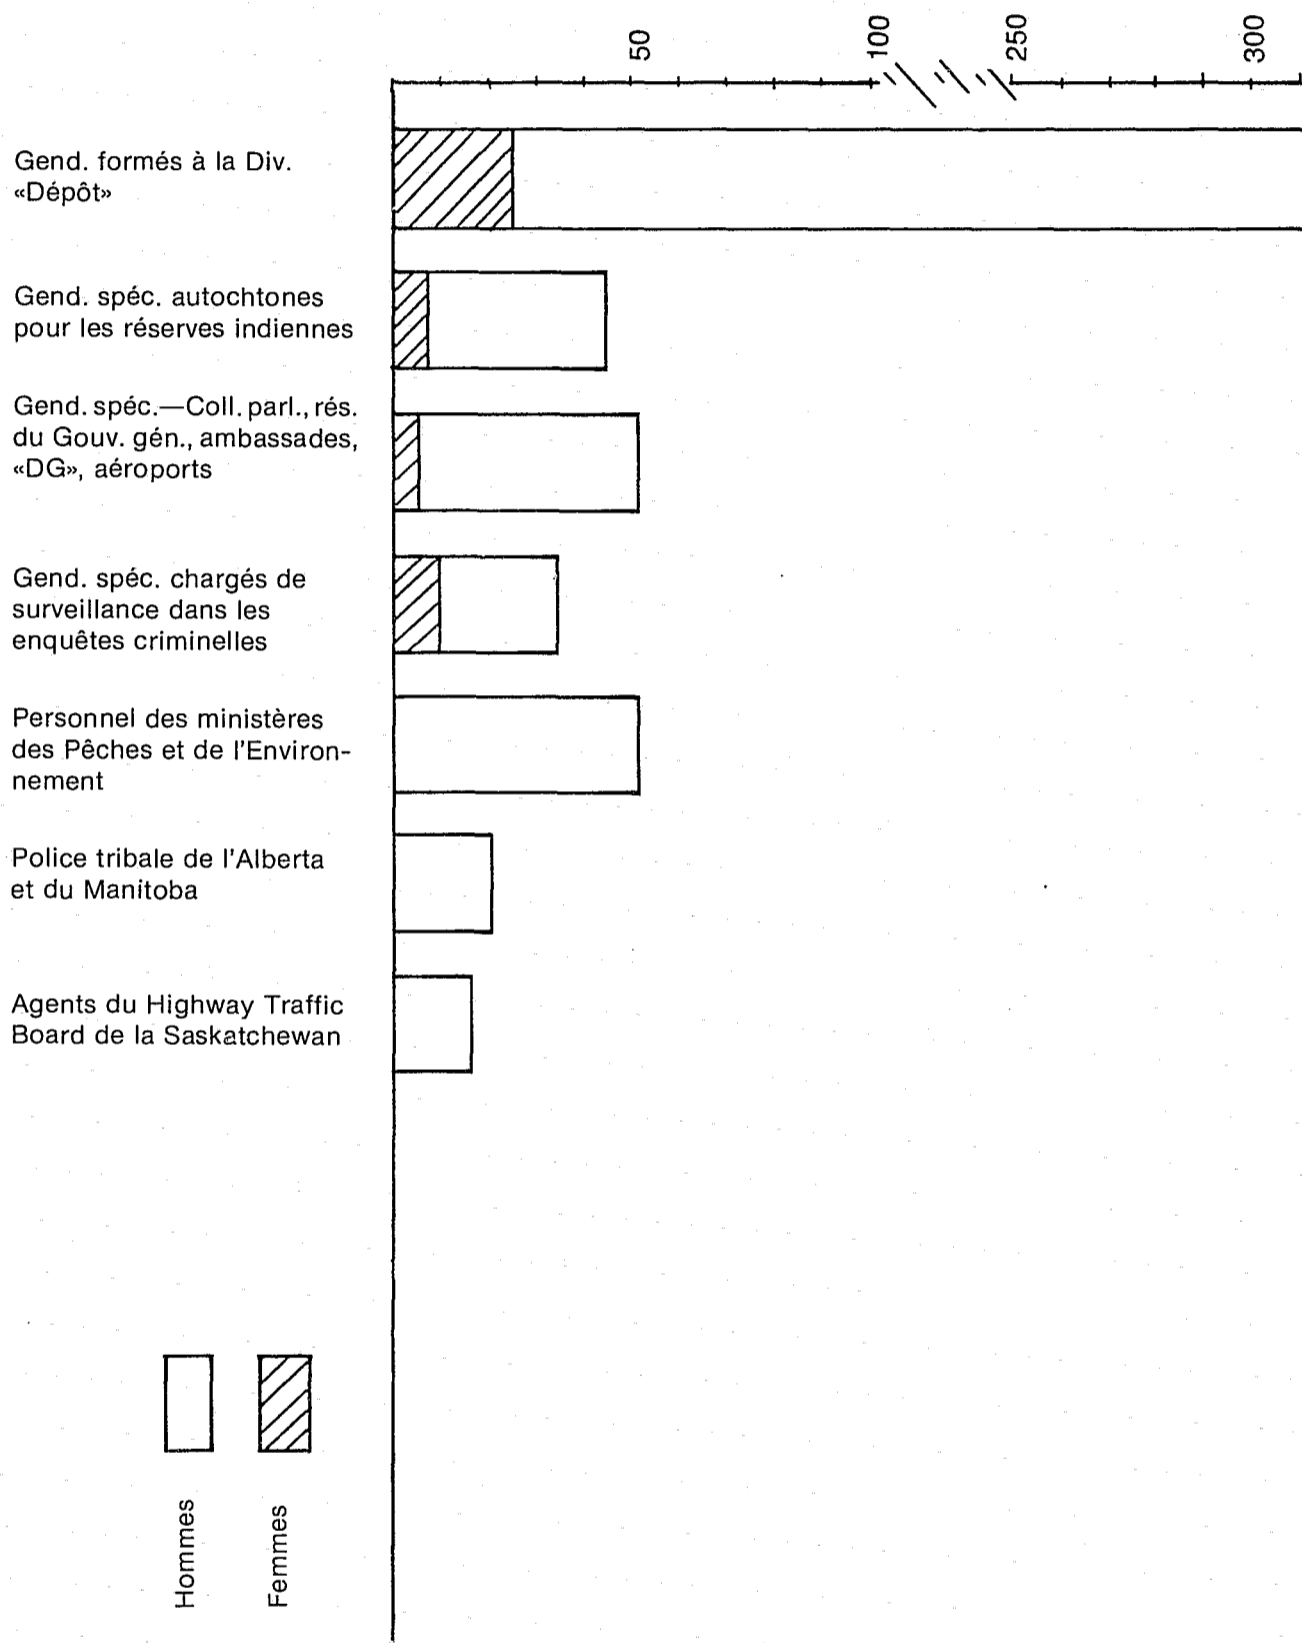 50
100
250
300
Gend. formés à la Div.
«Dépôt»
Gend. spéc. autochtones
pour les réserves indiennes
Gend. spéc.—Coll. parl., rés.
du Gouv. gén., ambassades,
«DG», aéroports
Gend. spéc. chargés de
surveillance dans les
enquêtes criminelles
Personnel des ministères
des Pêches et de l'Environ-
nement
Police tribale de l'Alberta
et du Manitoba
Agents du Highway Traffic
Board de la Saskatchewan
Hommes
Femmes